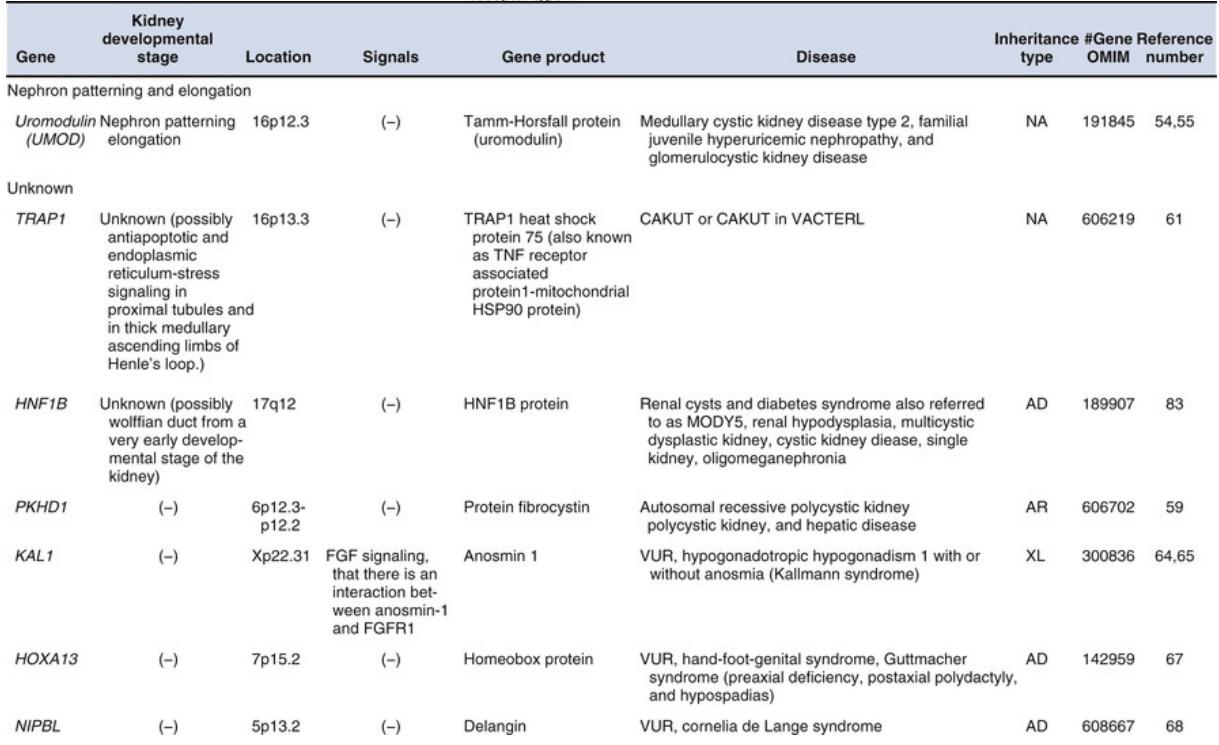 Gene Kidney developmental stage Location Signals Gene product Disease Inheritance type #Gene OMIM Reference number
Nephron patterning and elongation
Uromodulin (UMOD) Nephron patterning elongation 16p12.3 (–) Tamm-Horsfall protein (uromodulin) Medullary cystic kidney disease type 2, familial juvenile hyperuricemic nephropathy, and glomerulocystic kidney disease NA 191845 54,55
Unknown
TRAP1 Unknown (possibly antiapoptotic and endoplasmic reticulum-stress signaling in proximal tubules and in thick medullary ascending limbs of Henle's loop.) 16p13.3 (–) TRAP1 heat shock protein 75 (also known as TNF receptor associated protein1-mitochondrial HSP90 protein) CAKUT or CAKUT in VACTERL NA 606219 61
HNF1B Unknown (possibly wolffian duct from a very early develop-mental stage of the kidney) 17q12 (–) HNF1B protein Renal cysts and diabetes syndrome also referred to as MODY5, renal hypodysplasia, multicystic dysplastic kidney, cystic kidney diease, single kidney, oligomeganephronia AD 189907 83
PKHD1 (–) 6p12.3-p12.2 (–) Protein fibrocystin Autosomal recessive polycystic kidney polycystic kidney, and hepatic disease AR 606702 59
KAL1 (–) Xp22.31 FGF signaling, that there is an interaction bet-ween anosmin-1 and FGFR1 Anosmin 1 VUR, hypogonadotropic hypogonadism 1 with or without anosmia (Kallmann syndrome) XL 300836 64,65
HOXA13 (–) 7p15.2 (–) Homeobox protein VUR, hand-foot-genital syndrome, Guttmacher syndrome (preaxial deficiency, postaxial polydactyly, and hypospadias) AD 142959 67
NIPBL (–) 5p13.2 (–) Delangin VUR, cornelia de Lange syndrome AD 608667 68